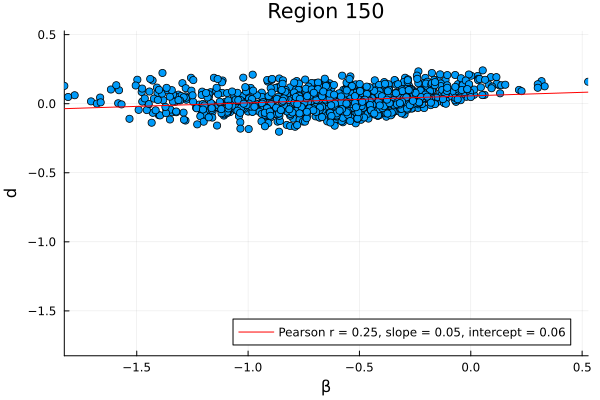 Region 150
0.5
0.0
−0.5
−1.0
−1.5
d
Pearson r = 0.25, slope = 0.05, intercept = 0.06
−1.5 −1.0 −0.5 0.0 0.5
β